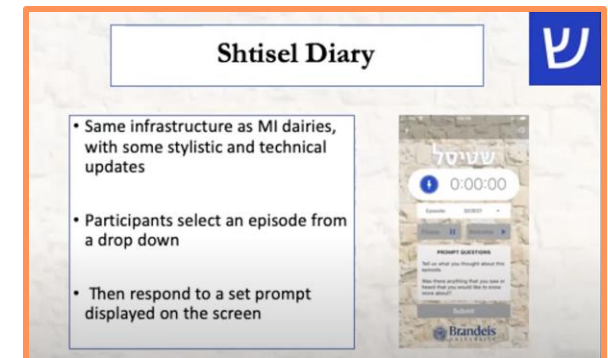 Shtisel Diary
ש
• Same infrastructure as MI dairies,
with some stylistic and technical
updates
• Participants select an episode from
a drop down
• Then respond to a set prompt
displayed on the screen
שטיסל
0:00:00
Episode
Pause
PROMPT QUESTIONS
Tell us what you thought about this
episode
Was there anything that you saw or
heard that you would like to know
more about?
Submit
Brandeis
UNIVERSITY